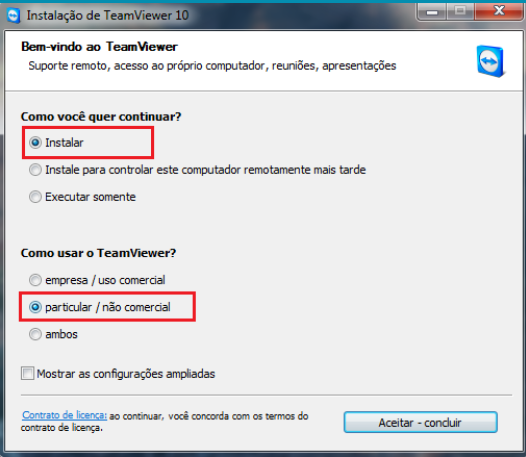 Instalação de TeamViewer 10
Bem-vindo ao TeamViewer
Suporte remoto, acesso ao próprio computador, reuniões, apresentações
Como você quer continuar?
Instalar
Instale para controlar este computador remotamente mais tarde
Executar somente
Como usar o TeamViewer?
empresa / uso comercial
particular / não comercial
ambos
Mostrar as configurações ampliadas
Contrato de licença: ao continuar, você concorda com os termos do
contrato de licença.
Aceitar - concluir